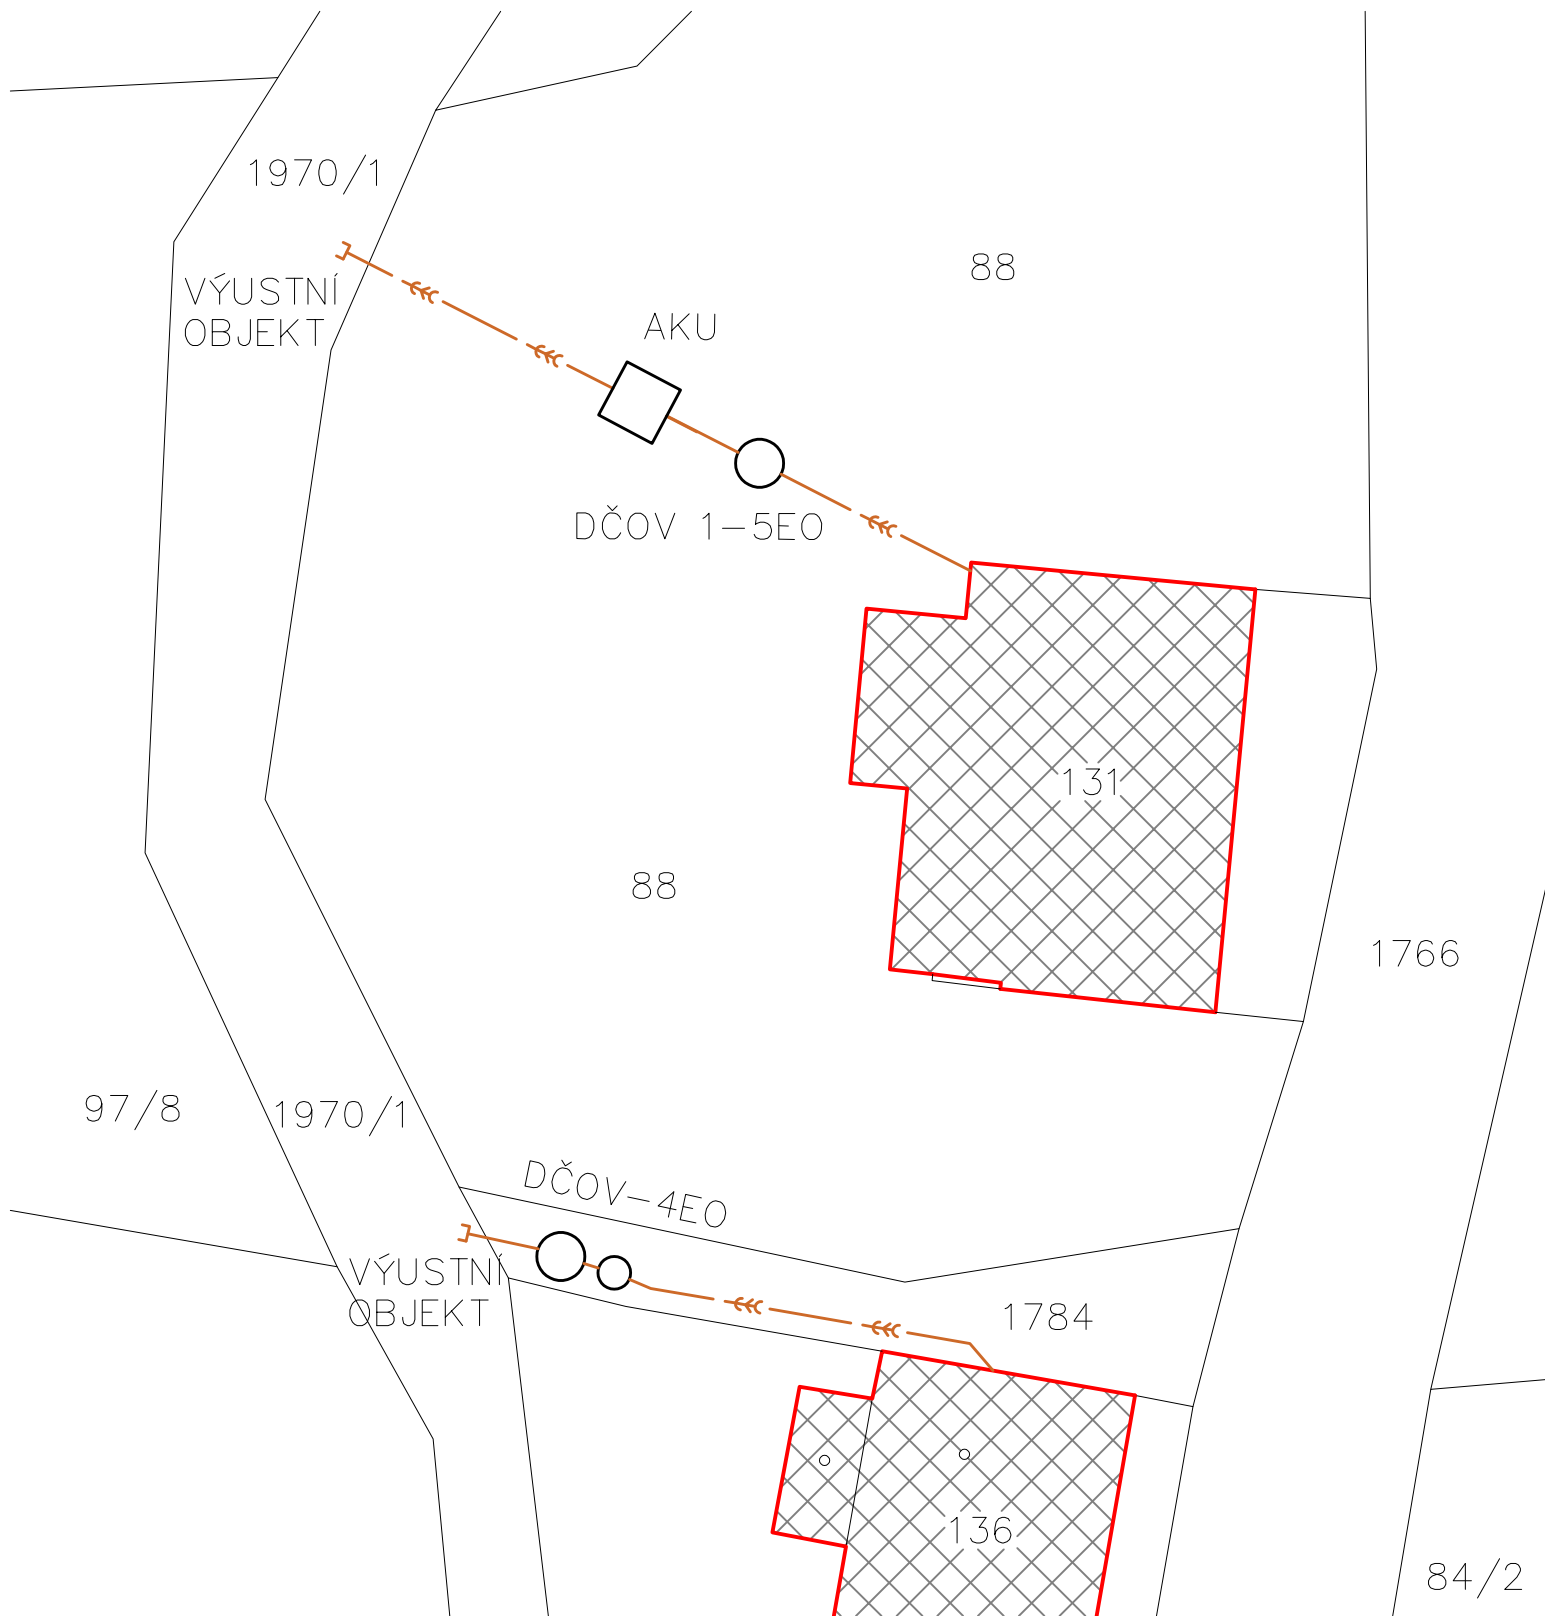 1970/1
88
VÝUSTNÍ
OBJEKT
AKU
DČOV 1-5EO
131
88
1766
97/8
1970/1
DČOV-4EO
VÝUSTNÍ
OBJEKT
1784
136
84/2